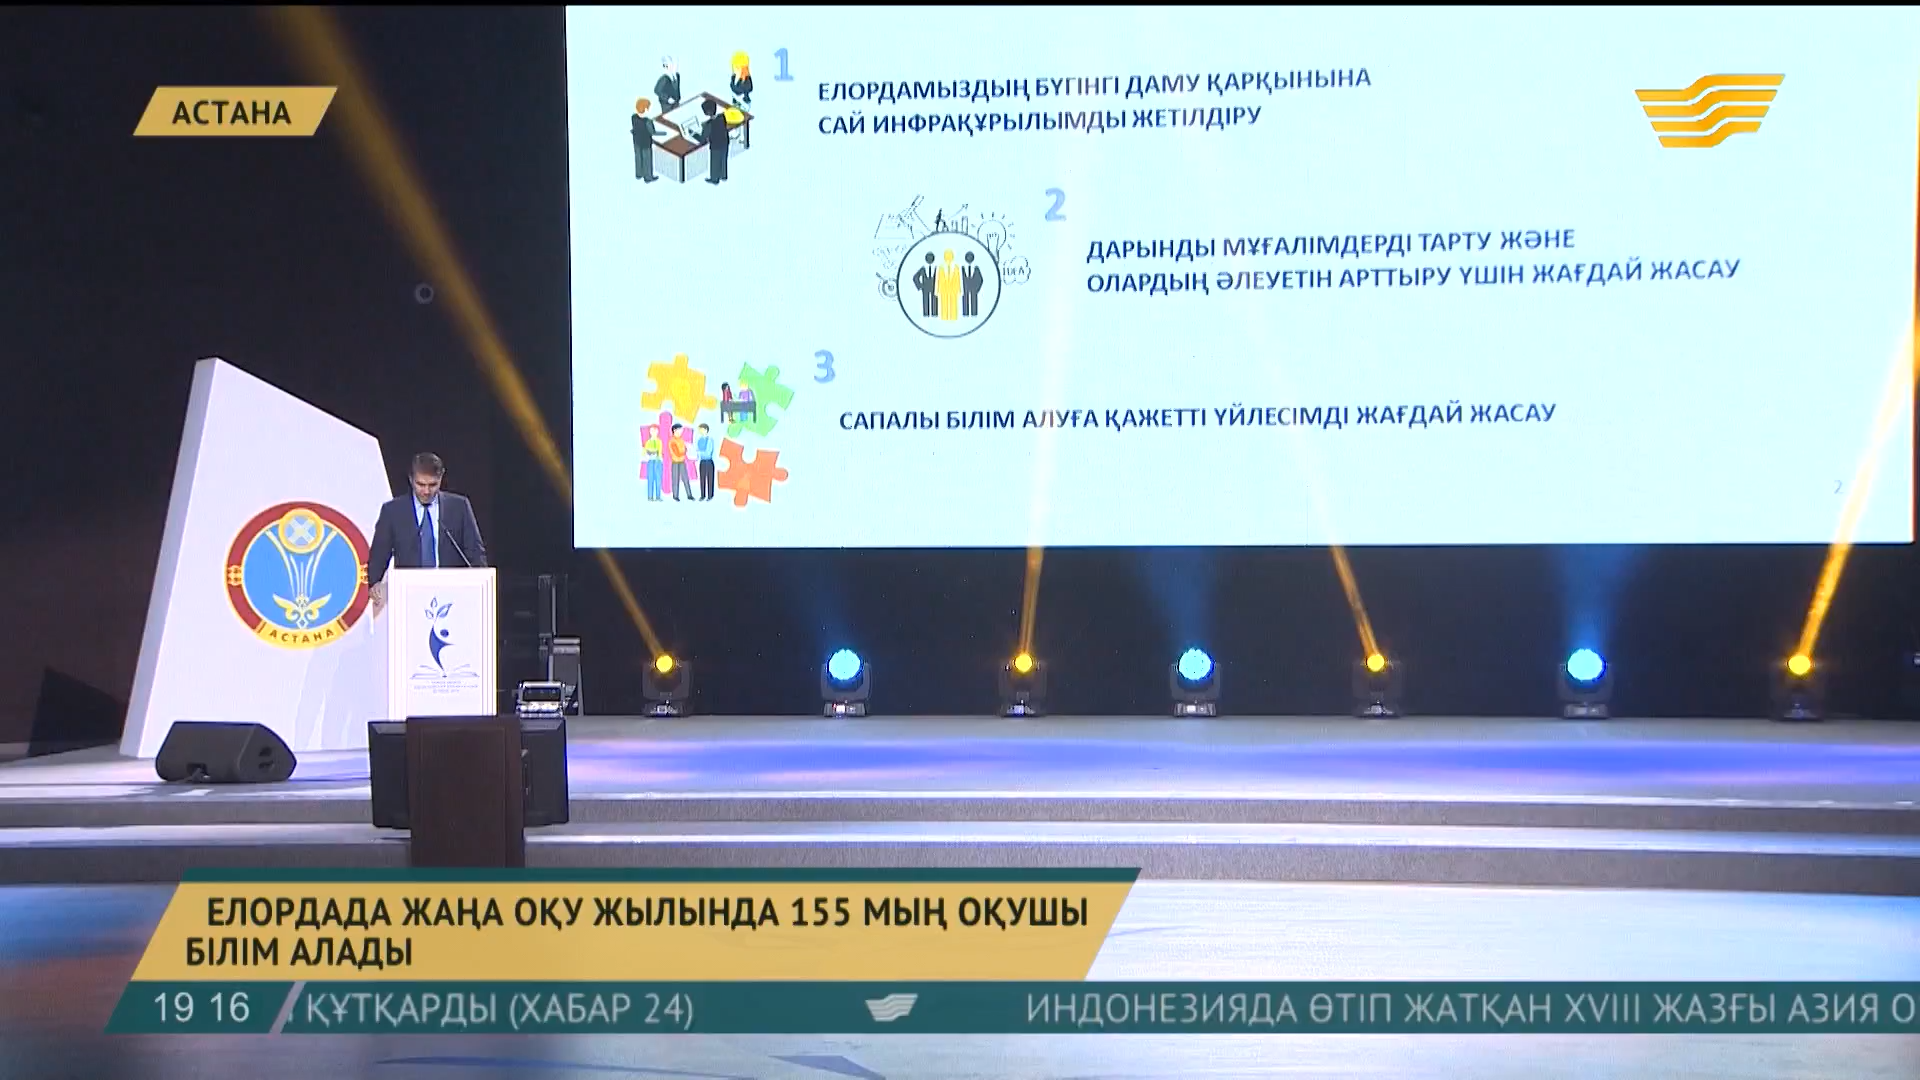 АСТАНА
1
ЕЛОРДАМЫЗДЫҢ БҮГІНГІ ДАМУ ҚАРҚЫНЫНА
САЙ ИНФРАҚҰРЫЛЫМДЫ ЖЕТІЛДІРУ
2
ДАРЫНДЫ МҰҒАЛІМДЕРДІ ТАРТУ ЖӘНЕ
ОЛАРДЫҢ ӘЛЕУЕТІН АРТТЫРУ ҮШІН ЖАҒДАЙ ЖАСАУ
3
САПАЛЫ БІЛІМ АЛУҒА ҚАЖЕТТІ ҮЙЛЕСІМДІ ЖАҒДАЙ ЖАСАУ
2
АСТАНА
ЕЛОРДАДА ЖАҢА ОҚУ ЖЫЛЫНДА 155 МЫҢ ОҚУШЫ
БІЛІМ АЛАДЫ
19 16 ҚҰТҚАРДЫ (ХАБАР 24) ИНДОНЕЗИЯДА ӨТІП ЖАТҚАН XVIII ЖАЗҒЫ АЗИЯ О